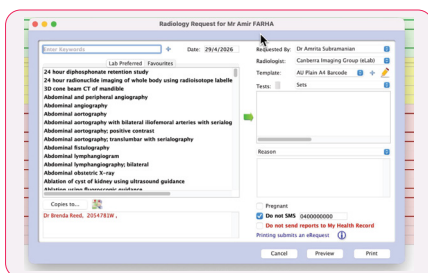 Radiology Request for Mr Amir FARHA
Enter Keywords
Date: 29/4/2026
Requested By: Dr Amrita Subramanian
Lab Preferred Favourites
Radiologist: Canberra Imaging Group (eLab)
Template: AU Plain A4 Barcode
Tests: Sets
24 hour diphosphonate retention study
24 hour radionuclide imaging of whole body using radioisotope labelle
3D cone beam CT of mandible
Abdominal and peripheral angiography
Abdominal angiography
Abdominal aortography
Abdominal aortography with bilateral iliofemoral arteries with serialog
Abdominal aortography; positive contrast
Abdominal aortography; translumbar with serialography
Abdominal fistulography
Abdominal lymphangiogram
Abdominal lymphangiography; bilateral
Abdominal obstetric X-ray
Ablation of cyst of kidney using ultrasound guidance
Ablation using fluoroscopic guidance
Reason
Copies to...
Dr Brenda Reed, 2054781W ,
Pregnant
Do not SMS 0400000000
Do not send reports to My Health Record
Printing submits an eRequest
Cancel Preview Print